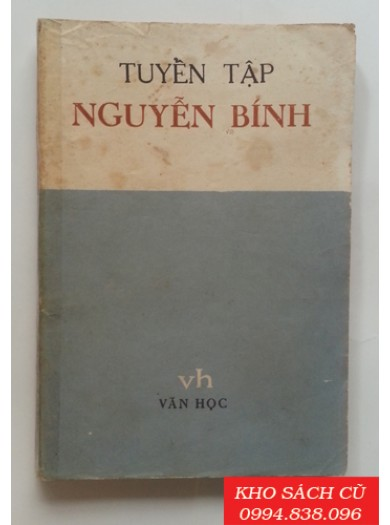 TUYỂN TẬP
NGUYỄN BÍNH
vh
VĂN HỌC
KHO SÁCH CŨ
0994.838.096